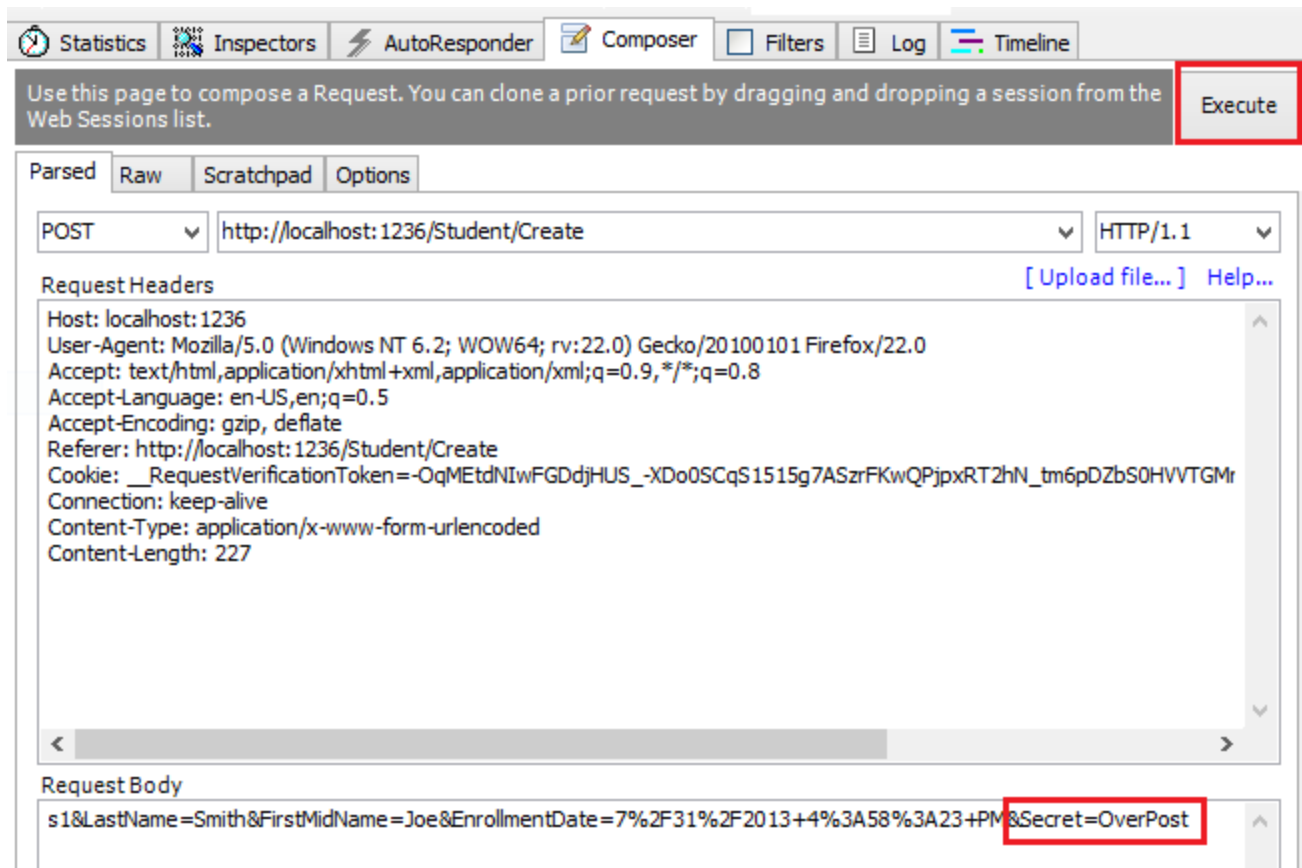 Statistics Inspectors AutoResponder Composer Filters Log Timeline
Use this page to compose a Request. You can clone a prior request by dragging and dropping a session from the
Web Sessions list.
Execute
Parsed Raw Scratchpad Options
POST http://localhost:1236/Student/Create HTTP/1.1
Request Headers [ Upload file... ] Help...
Host: localhost:1236
User-Agent: Mozilla/5.0 (Windows NT 6.2; WOW64; rv:22.0) Gecko/20100101 Firefox/22.0
Accept: text/html,application/xhtml+xml,application/xml;q=0.9,*/*;q=0.8
Accept-Language: en-US,en;q=0.5
Accept-Encoding: gzip, deflate
Referer: http://localhost:1236/Student/Create
Cookie: __RequestVerificationToken=-OqMEtdNIwFGDdjHUS_-XDo0SCqS1515g7ASzrFKwQPjpxRT2hN_tm6pDZbS0HVVTGMr
Connection: keep-alive
Content-Type: application/x-www-form-urlencoded
Content-Length: 227
Request Body
s1&LastName=Smith&FirstMidName=Joe&EnrollmentDate=7%2F31%2F2013+4%3A58%3A23+PM&Secret=OverPost